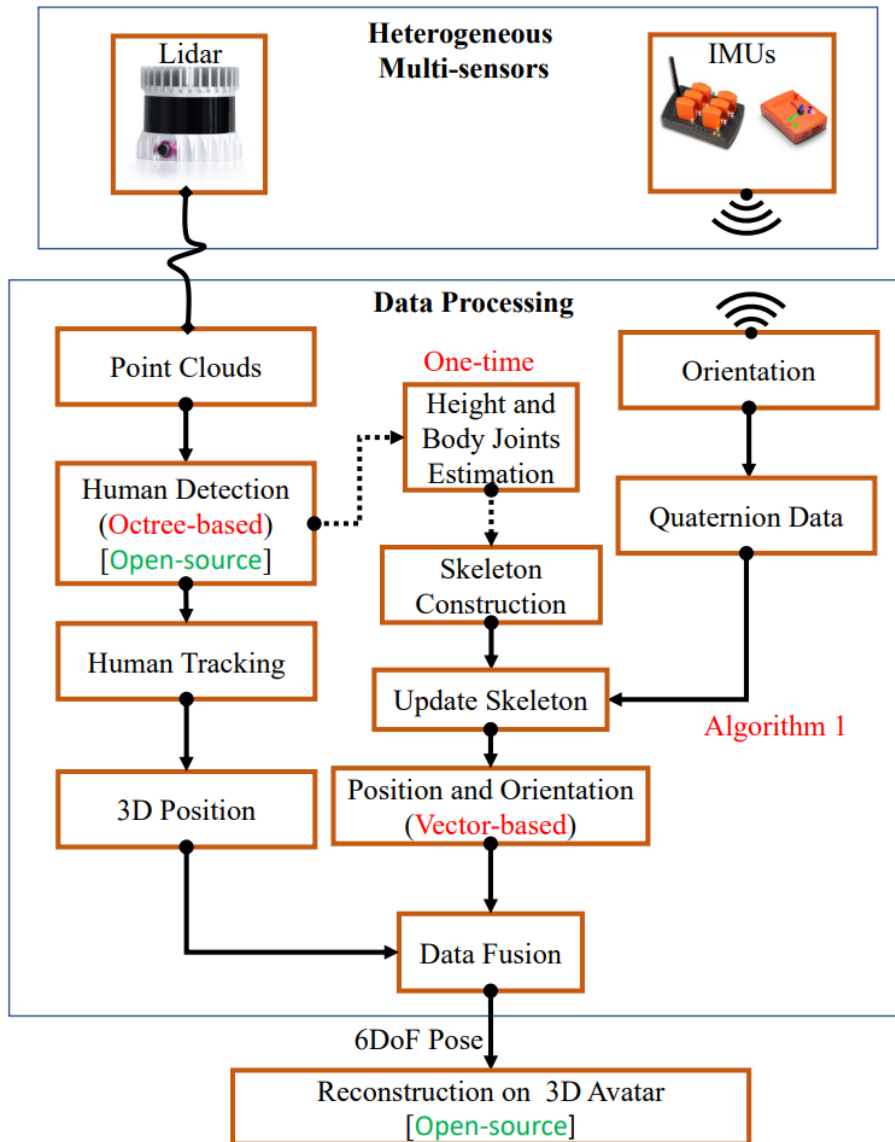 Heterogeneous
Multi-sensors
Lidar
IMUs
Data Processing
Point Clouds
One-time
Orientation
Height and
Body Joints
Estimation
Human Detection
(Octree-based)
[Open-source]
Quaternion Data
Skeleton
Construction
Human Tracking
Update Skeleton
Algorithm 1
3D Position
Position and Orientation
(Vector-based)
Data Fusion
6DoF Pose
Reconstruction on 3D Avatar
[Open-source]